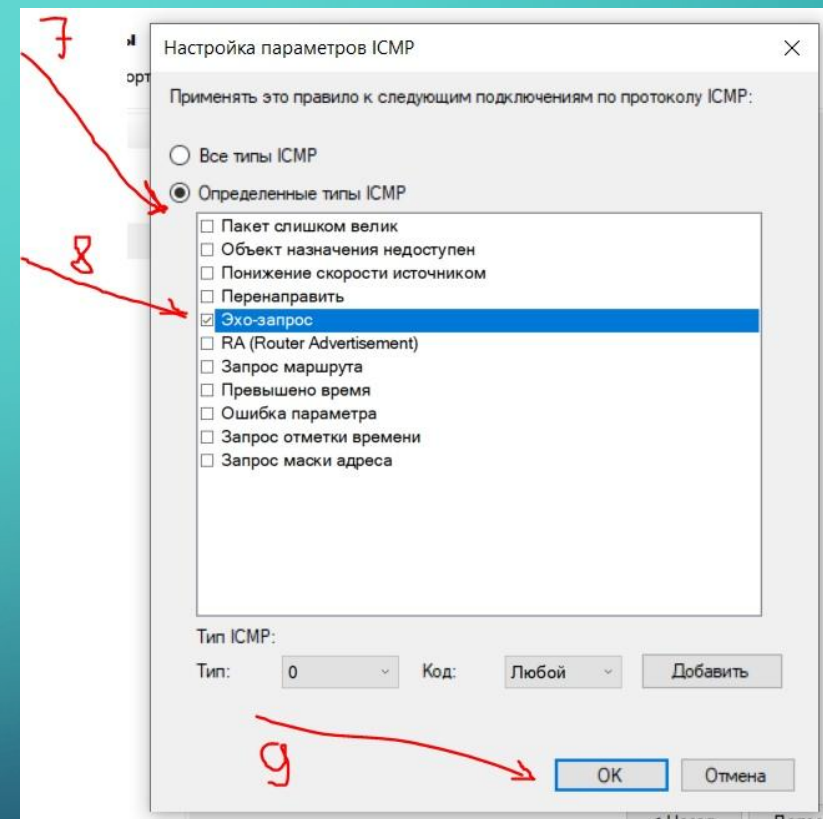 7
ы
Настройка параметров ICMP
орт
Применять это правило к следующим подключениям по протоколу ICMP:
Все типы ICMP
Определенные типы ICMP
Пакет слишком велик
8
Объект назначения недоступен
Понижение скорости источником
Перенаправить
Эхо-запрос
RA (Router Advertisement)
Запрос маршрута
Превышено время
Ошибка параметра
Запрос отметки времени
Запрос маски адреса
Тип ICMP:
Тип: 0 Код: Любой Добавить
9
OK Отмена